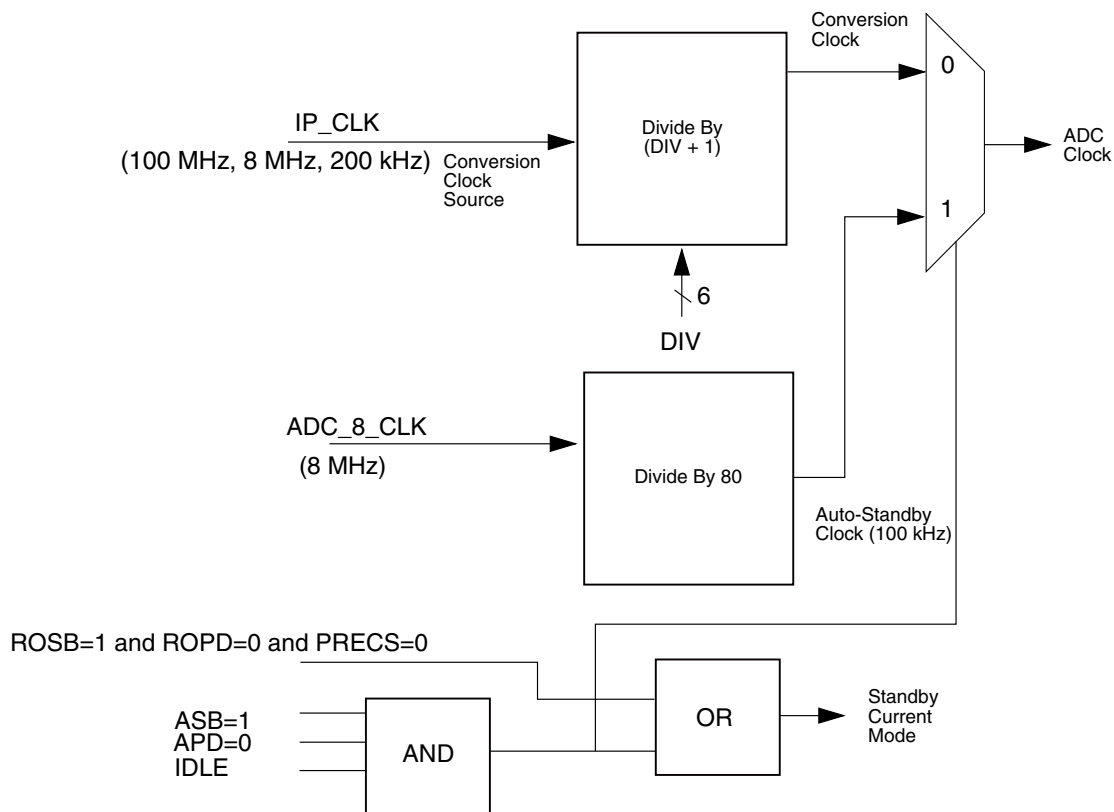 Conversion
Clock
0
IP_CLK
(100 MHz, 8 MHz, 200 kHz)
Conversion
Clock
Source
Divide By
(DIV + 1)
ADC
Clock
1
6
DIV
ADC_8_CLK
(8 MHz)
Divide By 80
Auto-Standby
Clock (100 kHz)
ROSB=1 and ROPD=0 and PRECS=0
ASB=1
APD=0
IDLE
AND
OR
Standby
Current
Mode